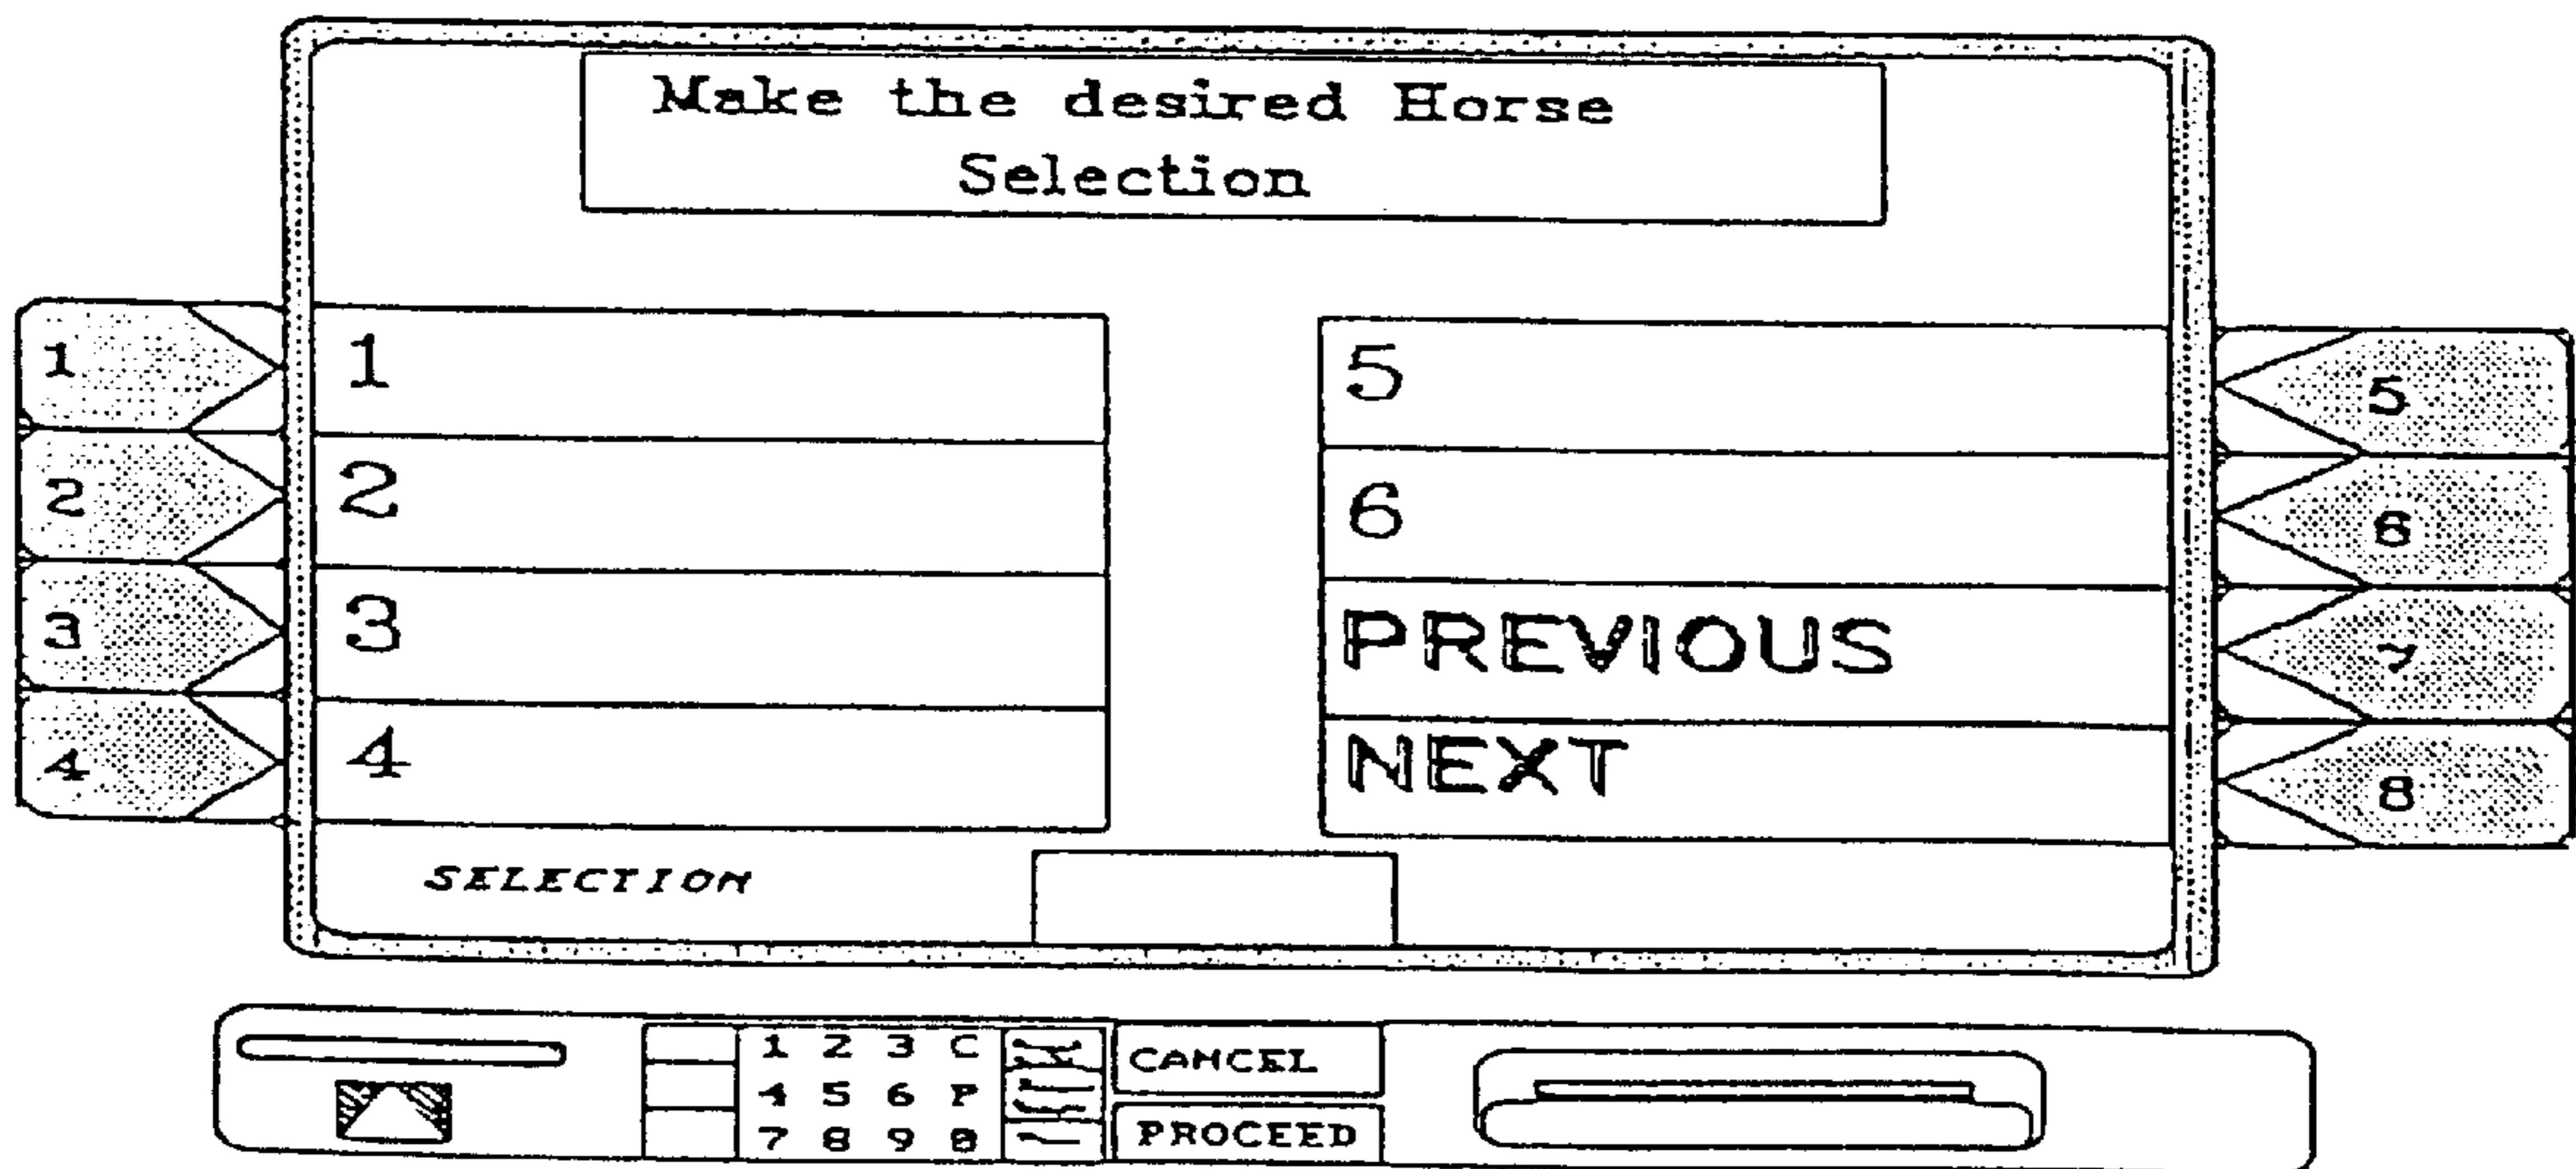 Make the desired Horse
Selection
1 1 5 5
2 2 6 6
3 3 PREVIOUS 7
4 4 NEXT 8
SELECTION
1 2 3 C CANCEL
4 5 6 P
7 8 9 0 PROCEED